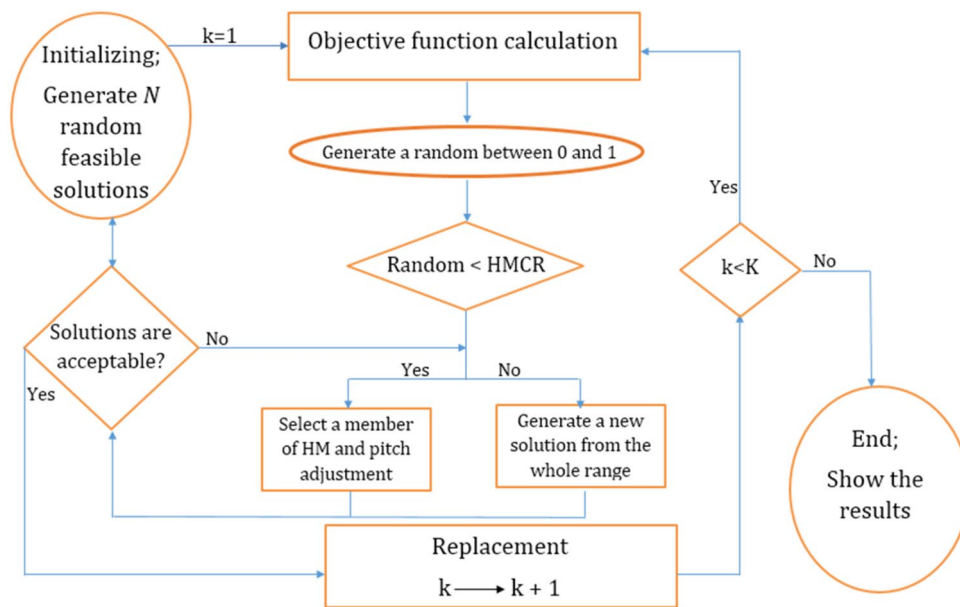 Initializing;
Generate N
random
feasible
solutions
k=1
Objective function calculation
Generate a random between 0 and 1
Random < HMCR
Yes
k<K
No
Solutions are
acceptable?
No
Yes
Yes
No
Select a member
of HM and pitch
adjustment
Generate a new
solution from the
whole range
End;
Show the
results
Replacement
k → k + 1